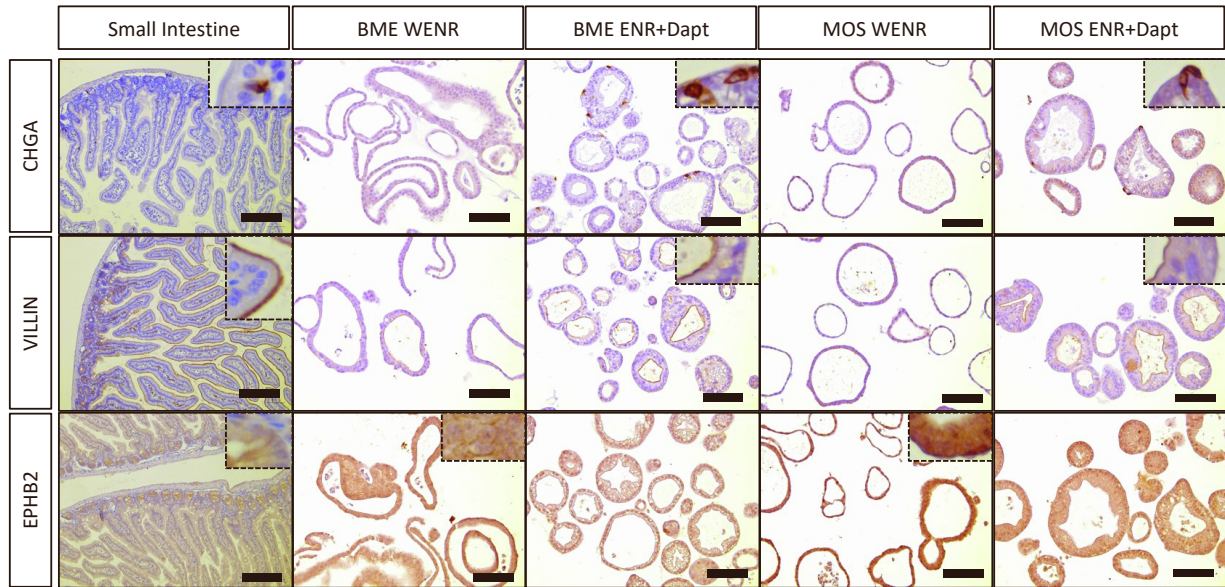 Small Intestine
BME WENR
BME ENR+Dapt
MOS WENR
MOS ENR+Dapt
CHGA
VILLIN
EPHB2